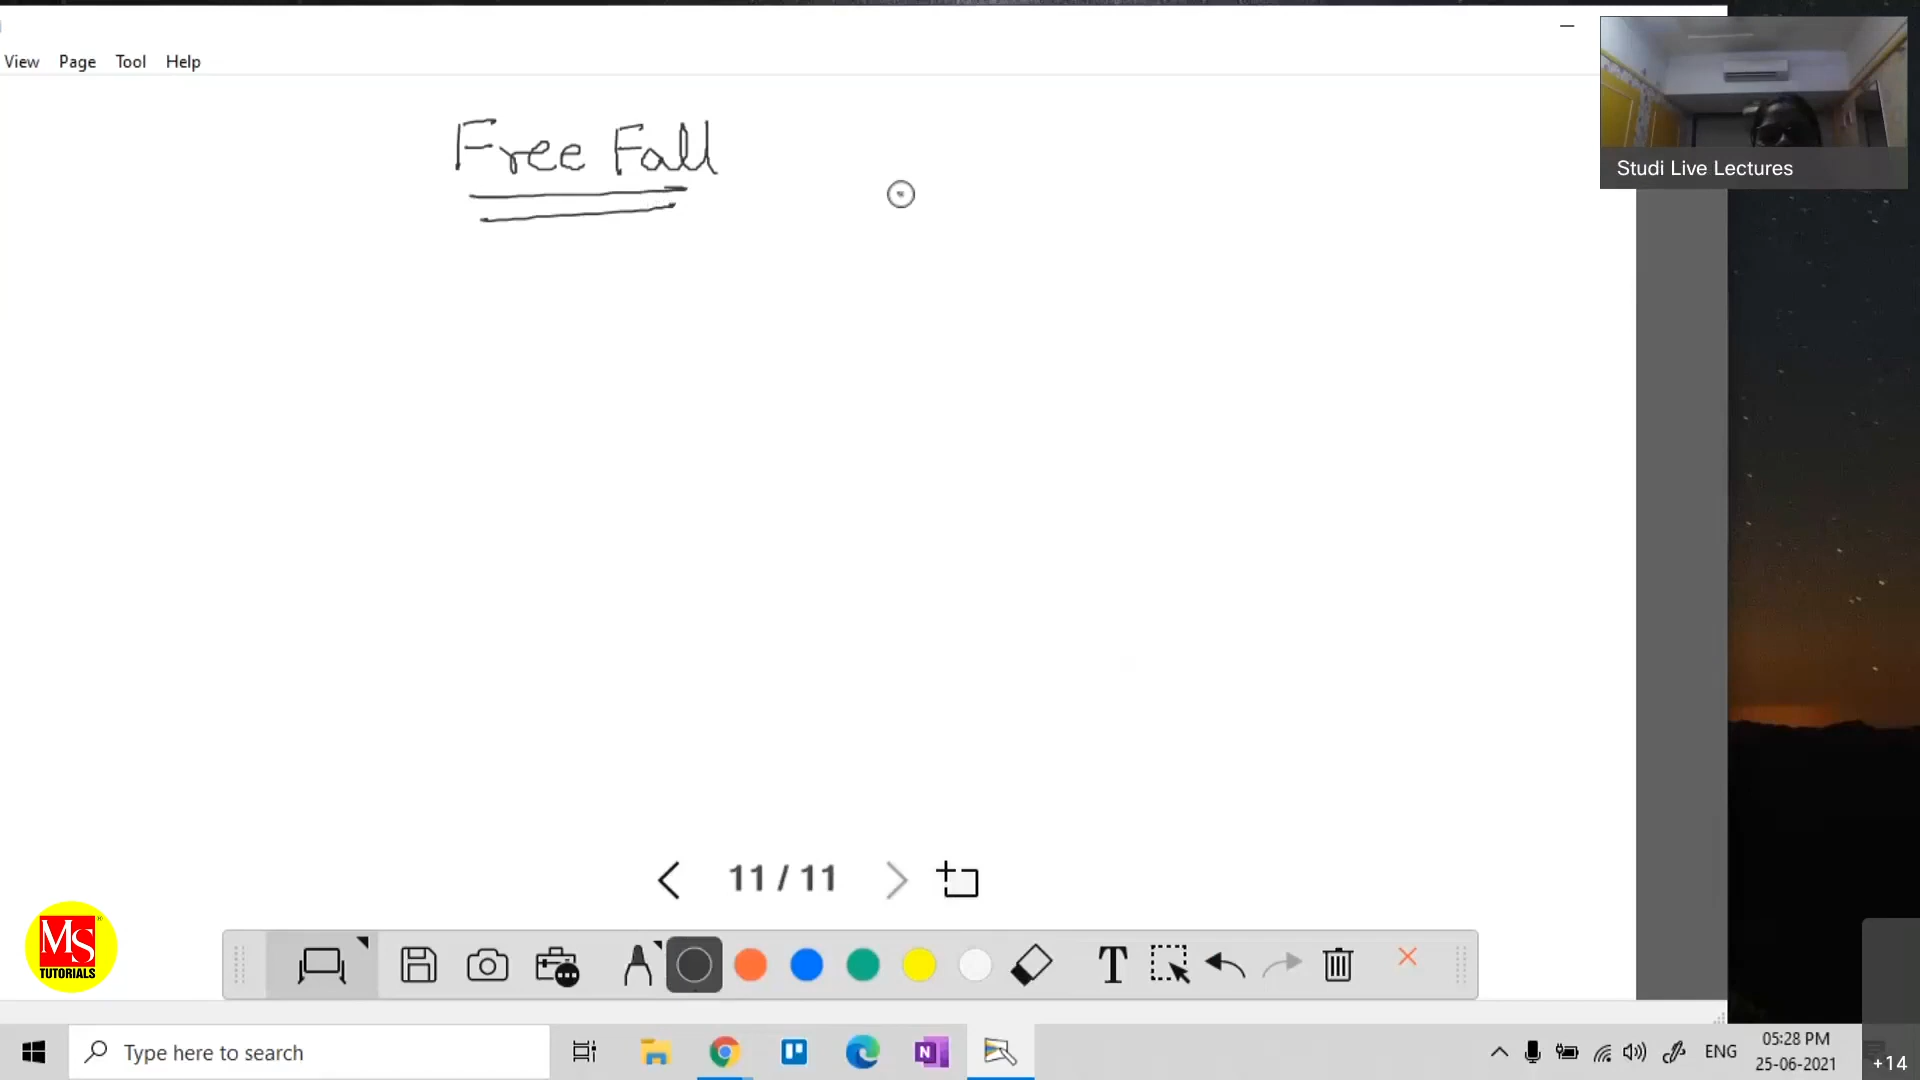 View Page Tool Help
Studi Live Lectures
Free Fall
11 / 11
MS
TUTORIALS
T
Type here to search
N
ENG
05:28 PM
25-06-2021
+14